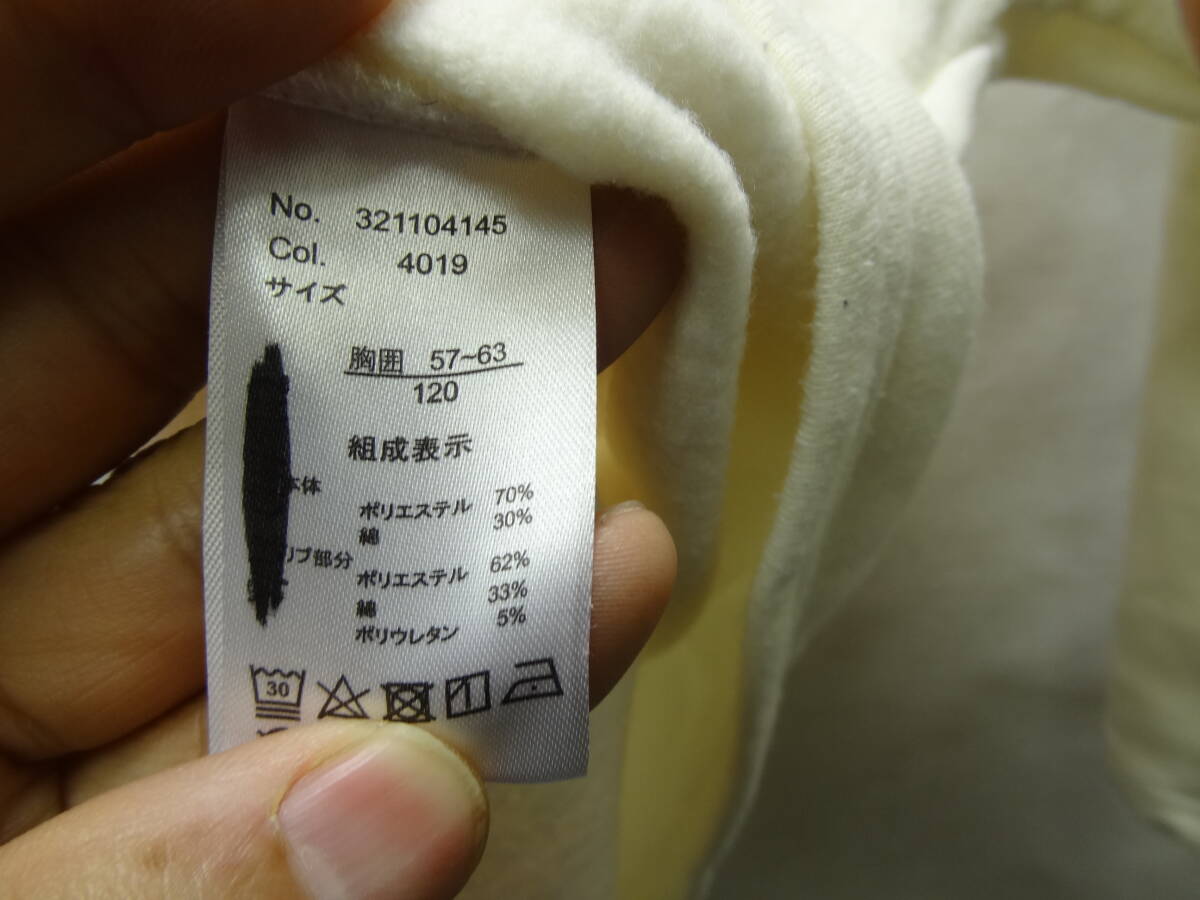 No. 321104145
Col. 4019
サイズ
胸囲 57~63
120
組成表示
本体
ポリエステル 70%
綿 30%
リブ部分
ポリエステル 62%
綿 33%
ポリウレタン 5%
30